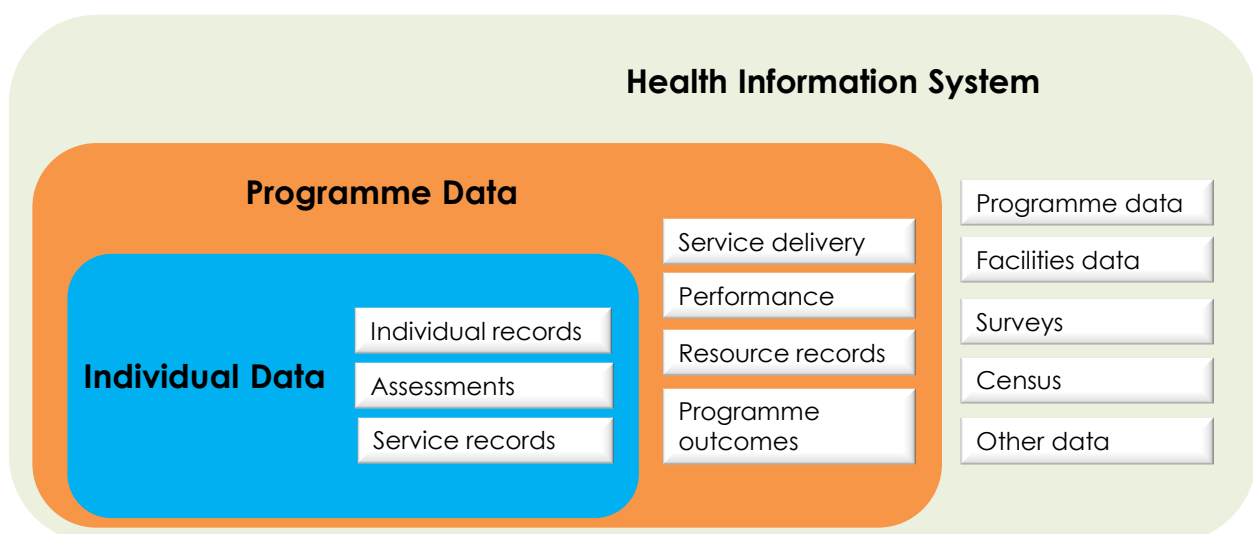 Health Information System
Programme Data
Individual Data
Individual records
Assessments
Service records
Service delivery
Performance
Resource records
Programme
outcomes
Programme data
Facilities data
Surveys
Census
Other data